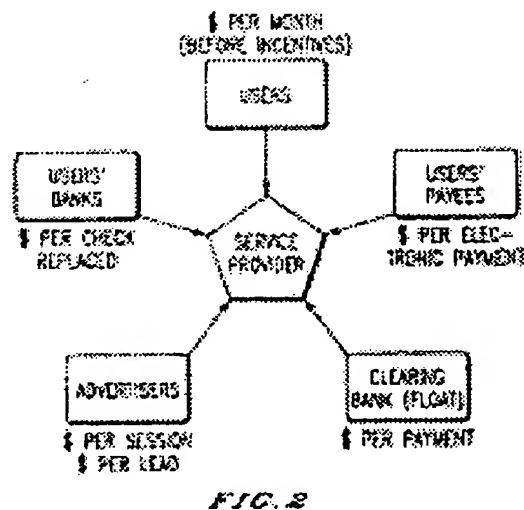 $ PER MONTH
(BEFORE INCENTIVES)
USERS
USERS'
BANKS
$ PER CHECK
REPLACED
USERS'
PAYEES
$ PER ELEC-
TRONIC PAYMENT
SERVICE
PROVIDER
ADVERTISERS
$ PER SESSION
$ PER LEAD
CLEARING
BANK (FLOAT)
$ PER PAYMENT
FIG. 2